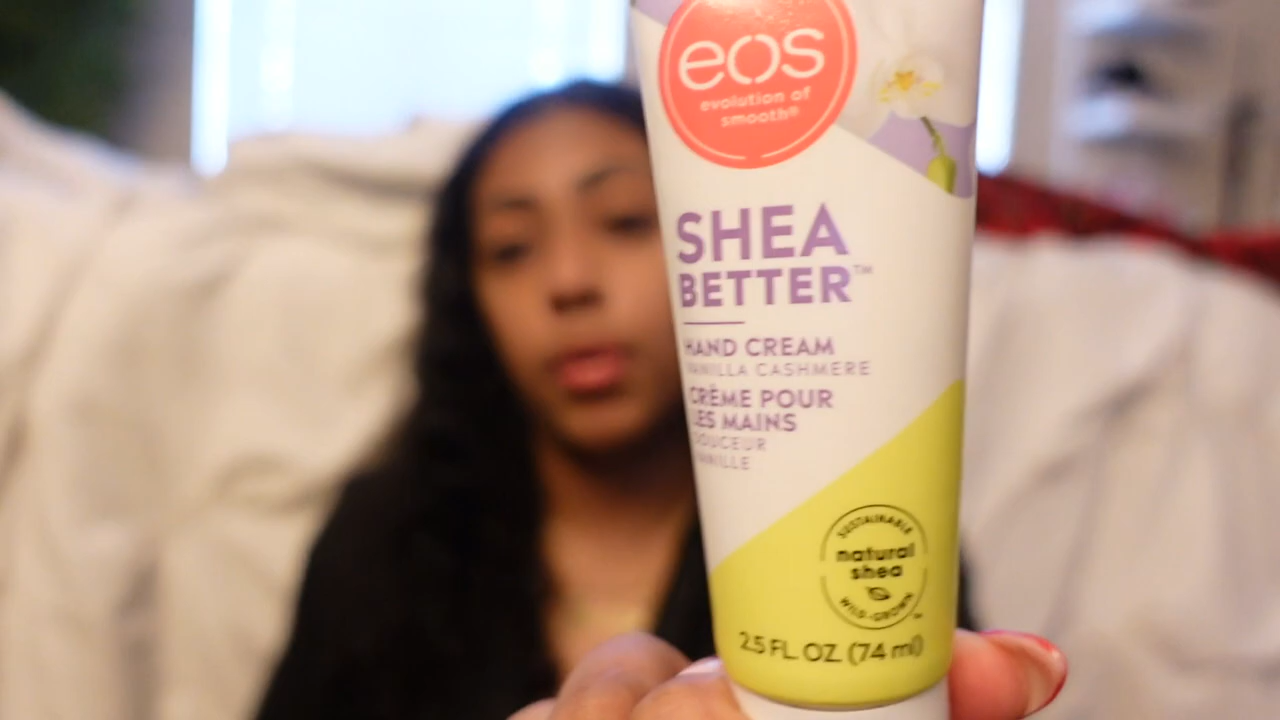 eos
evolution of
smooth®
SHEA
BETTER™
HAND CREAM
VANILLA CASHMERE
CRÈME POUR
LES MAINS
DOUCEUR
VANILLE
SUSTAINABLE
natural
shea
WILD-GROWN™
2.5 FL. OZ. (74 ml)